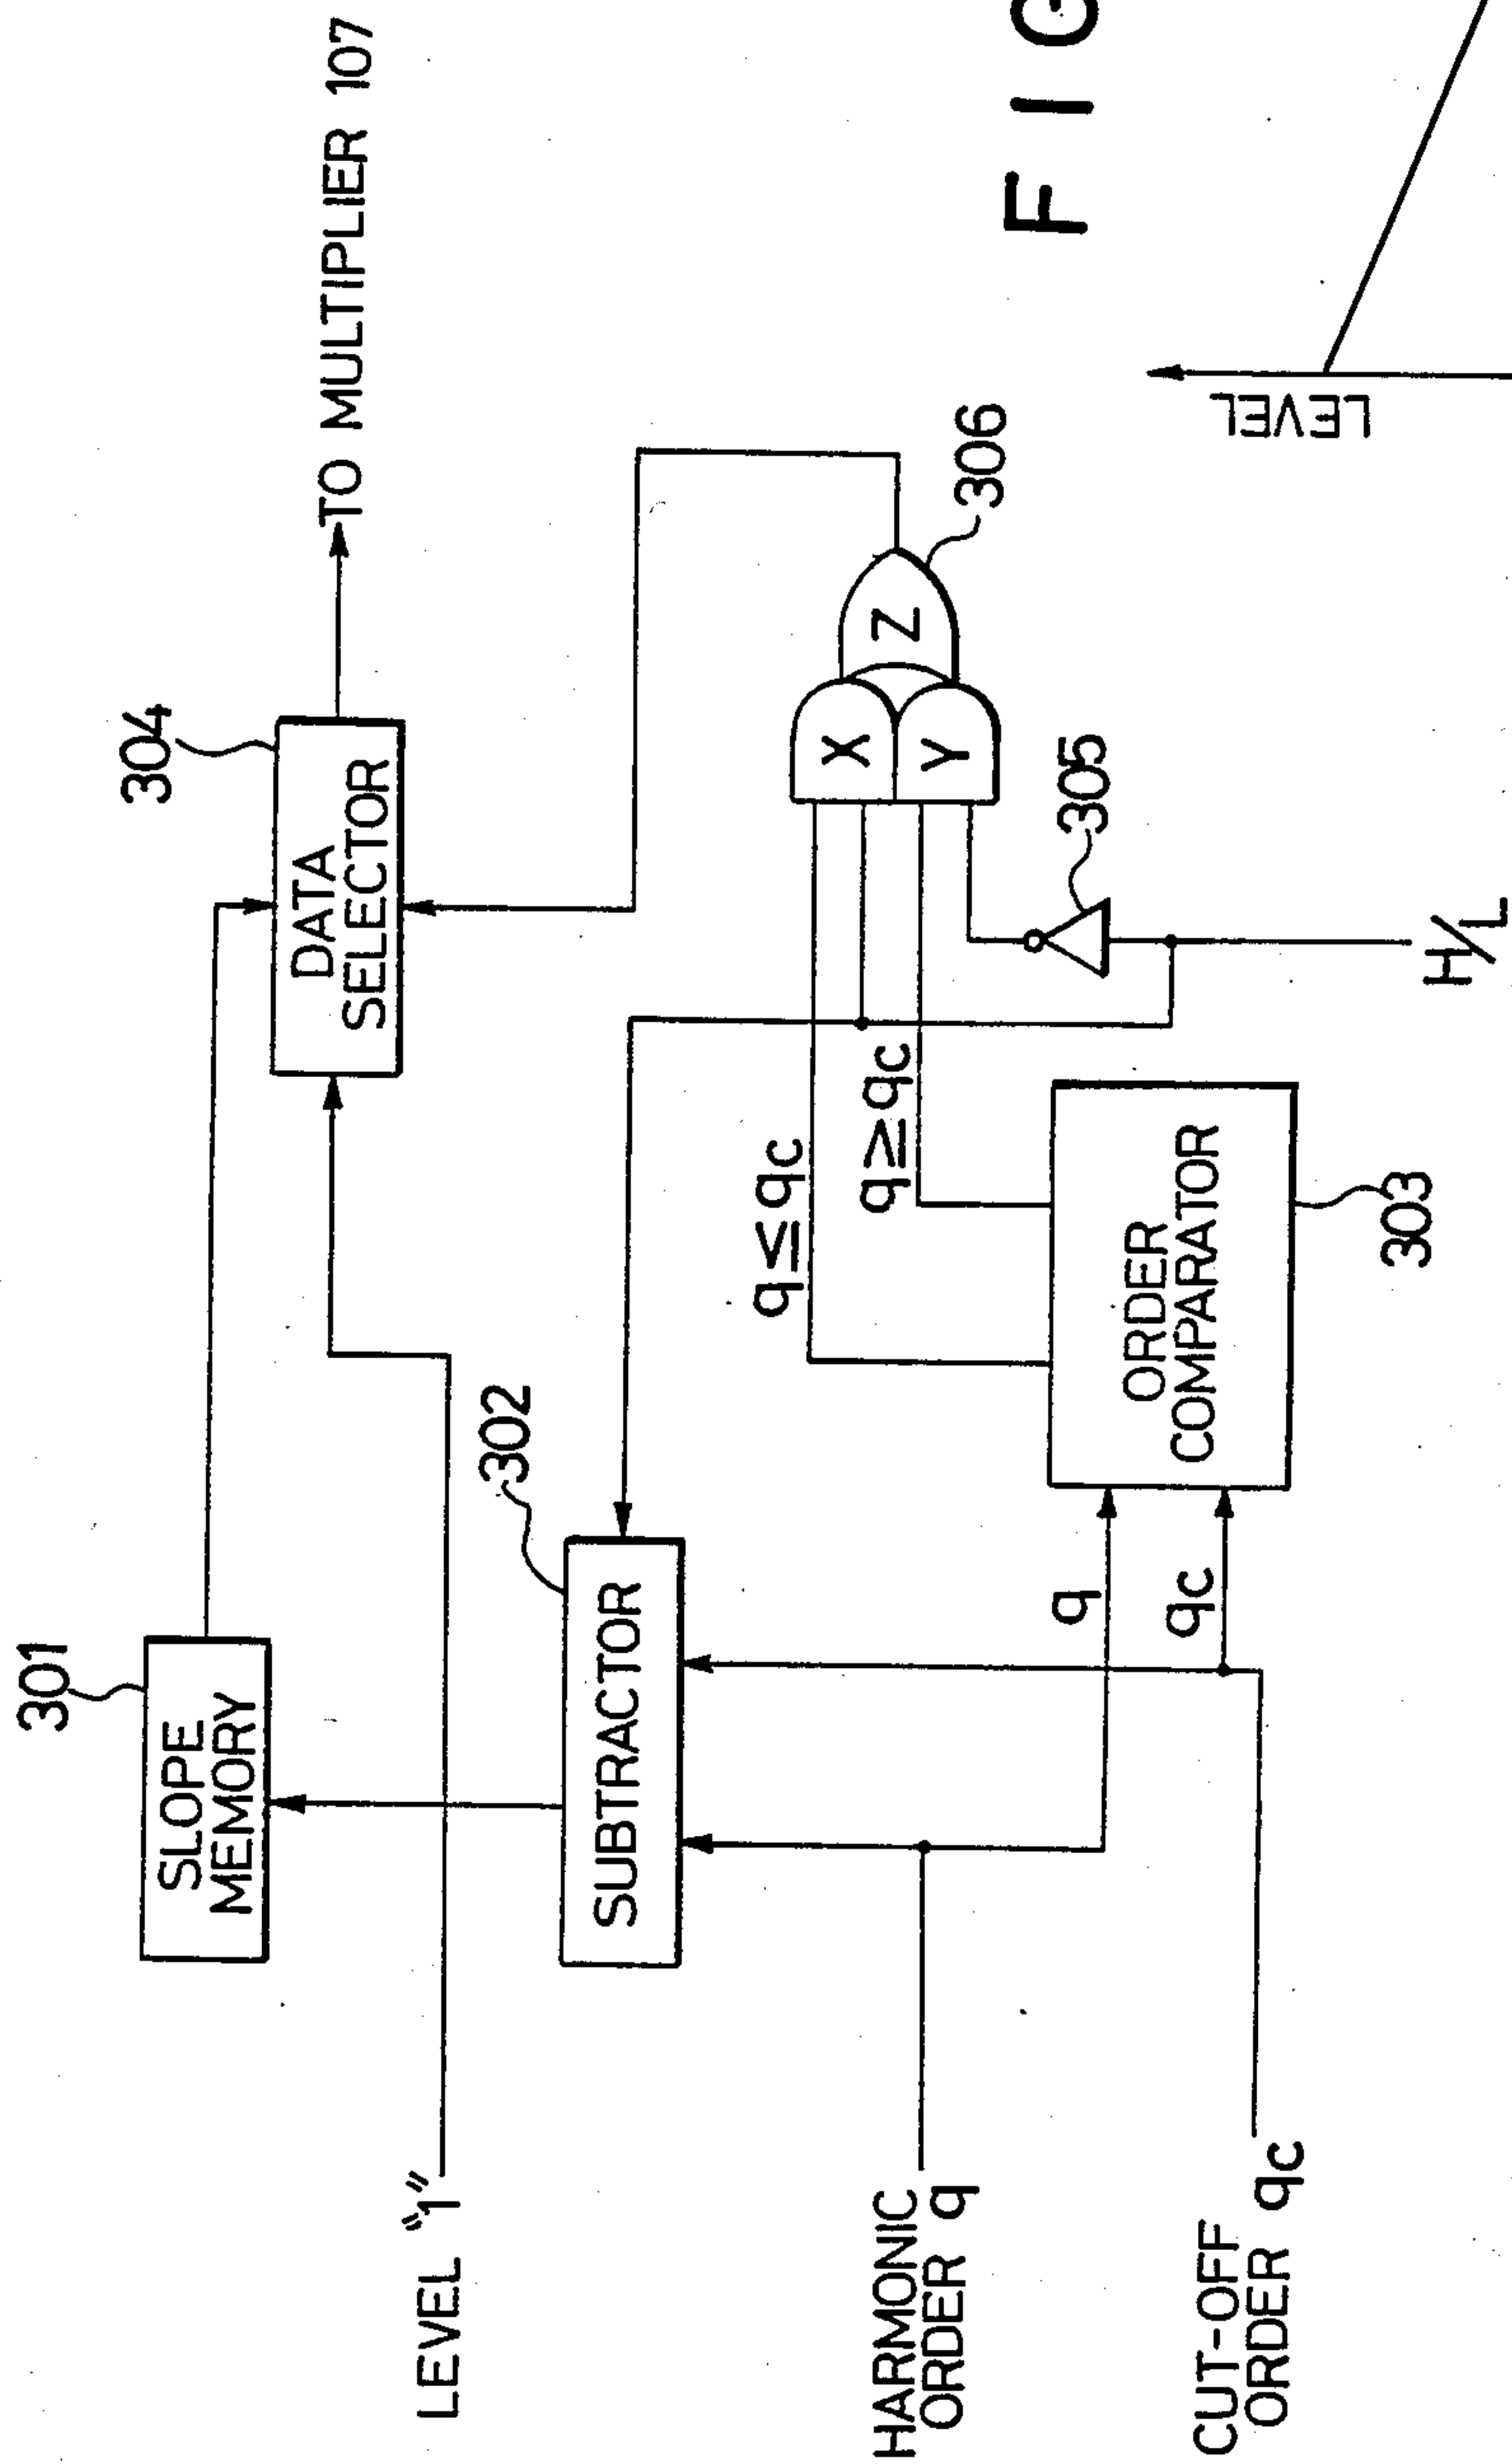 301
SLOPE
MEMORY
304
DATA
SELECTOR
TO MULTIPLIER 107
LEVEL "1"
302
SUBTRACTOR
q≤qc
q≥qc
X
Y
Z
306
HARMONIC
ORDER q
q
qc
ORDER
COMPARATOR
303
305
CUT-OFF
ORDER qc
H/L
FIG
LEVEL